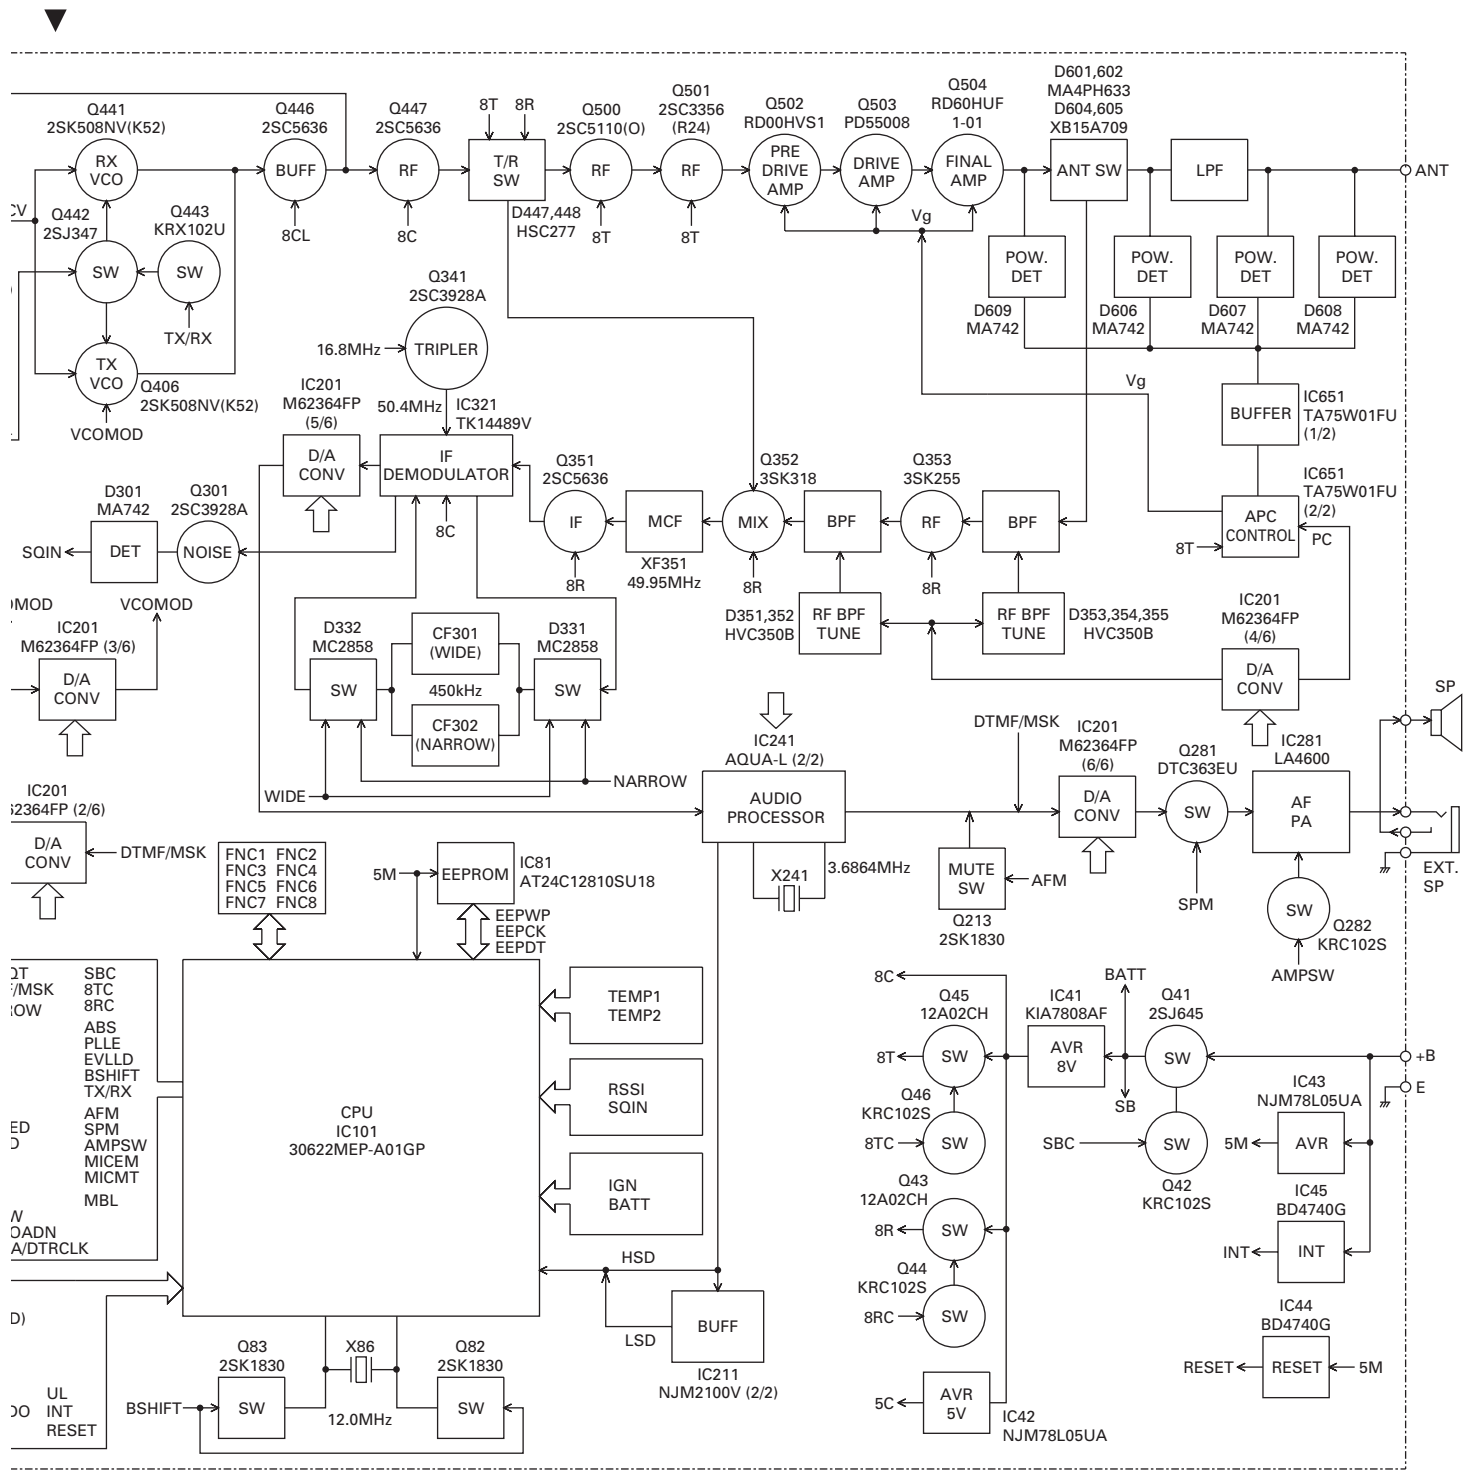 Q441
2SK508NV(K52)
RX
VCO
Q446
2SC5636
BUFF
8CL
Q447
2SC5636
RF
8C
8T 8R
T/R
SW
D447,448
HSC277
Q500
2SC5110(O)
RF
8T
Q501
2SC3356
(R24)
RF
8T
Q502
RD00HVS1
PRE
DRIVE
AMP
Q503
PD55008
DRIVE
AMP
Q504
RD60HUF
1-01
FINAL
AMP
Vg
D601,602
MA4PH633
D604,605
XB15A709
ANT SW
LPF
ANT
CV
Q442
2SJ347
SW
Q443
KRX102U
SW
TX/RX
TX
VCO
Q406
2SK508NV(K52)
VCOMOD
Q341
2SC3928A
16.8MHz
TRIPLER
50.4MHz
POW.
DET
D609
MA742
POW.
DET
D606
MA742
POW.
DET
D607
MA742
POW.
DET
D608
MA742
Vg
BUFFER
IC651
TA75W01FU
(1/2)
IC201
M62364FP
(5/6)
D/A
CONV
IC321
TK14489V
IF
DEMODULATOR
8C
Q351
2SC5636
IF
8R
MCF
XF351
49.95MHz
Q352
3SK318
MIX
8R
BPF
Q353
3SK255
RF
8R
BPF
IC651
TA75W01FU
(2/2)
APC
CONTROL
8T
PC
D301
MA742
SQIN
DET
Q301
2SC3928A
NOISE
OMOD
VCOMOD
IC201
M62364FP (3/6)
D/A
CONV
D332
MC2858
SW
CF301
(WIDE)
450kHz
CF302
(NARROW)
D331
MC2858
SW
D351,352
HVC350B
RF BPF
TUNE
RF BPF
TUNE
D353,354,355
HVC350B
IC201
M62364FP
(4/6)
D/A
CONV
NARROW
WIDE
IC241
AQUA-L (2/2)
AUDIO
PROCESSOR
X241
3.6864MHz
DTMF/MSK
MUTE
SW
AFM
Q213
2SK1830
IC201
M62364FP
(6/6)
D/A
CONV
Q281
DTC363EU
SW
SPM
IC281
LA4600
AF
PA
SW
Q282
KRC102S
AMPSW
SP
EXT.
SP
IC201
62364FP (2/6)
D/A
CONV
DTMF/MSK
FNC1 FNC2
FNC3 FNC4
FNC5 FNC6
FNC7 FNC8
5M
EEPROM
IC81
AT24C12810SU18
EEPWP
EEPCK
EEPDT
QT
F/MSK
OW
SBC
8TC
8RC
ABS
PLLE
EVLLD
BSHIFT
TX/RX
AFM
SPM
AMPSW
MICEM
MICMT
MBL
ED
D
W
OADN
A/DTRCLK
CPU
IC101
30622MEP-A01GP
TEMP1
TEMP2
RSSI
SQIN
IGN
BATT
HSD
LSD
BUFF
IC211
NJM2100V (2/2)
8C
Q45
12A02CH
8T
SW
Q46
KRC102S
8TC
SW
Q43
12A02CH
8R
SW
Q44
KRC102S
8RC
SW
5C
AVR
5V
IC42
NJM78L05UA
IC41
KIA7808AF
AVR
8V
BATT
SB
Q41
2SJ645
SW
SBC
SW
Q42
KRC102S
+B
E
IC43
NJM78L05UA
5M
AVR
IC45
BD4740G
INT
INT
IC44
BD4740G
RESET
RESET
5M
D)
UL
DO INT
RESET
BSHIFT
Q83
2SK1830
SW
X86
12.0MHz
Q82
2SK1830
SW